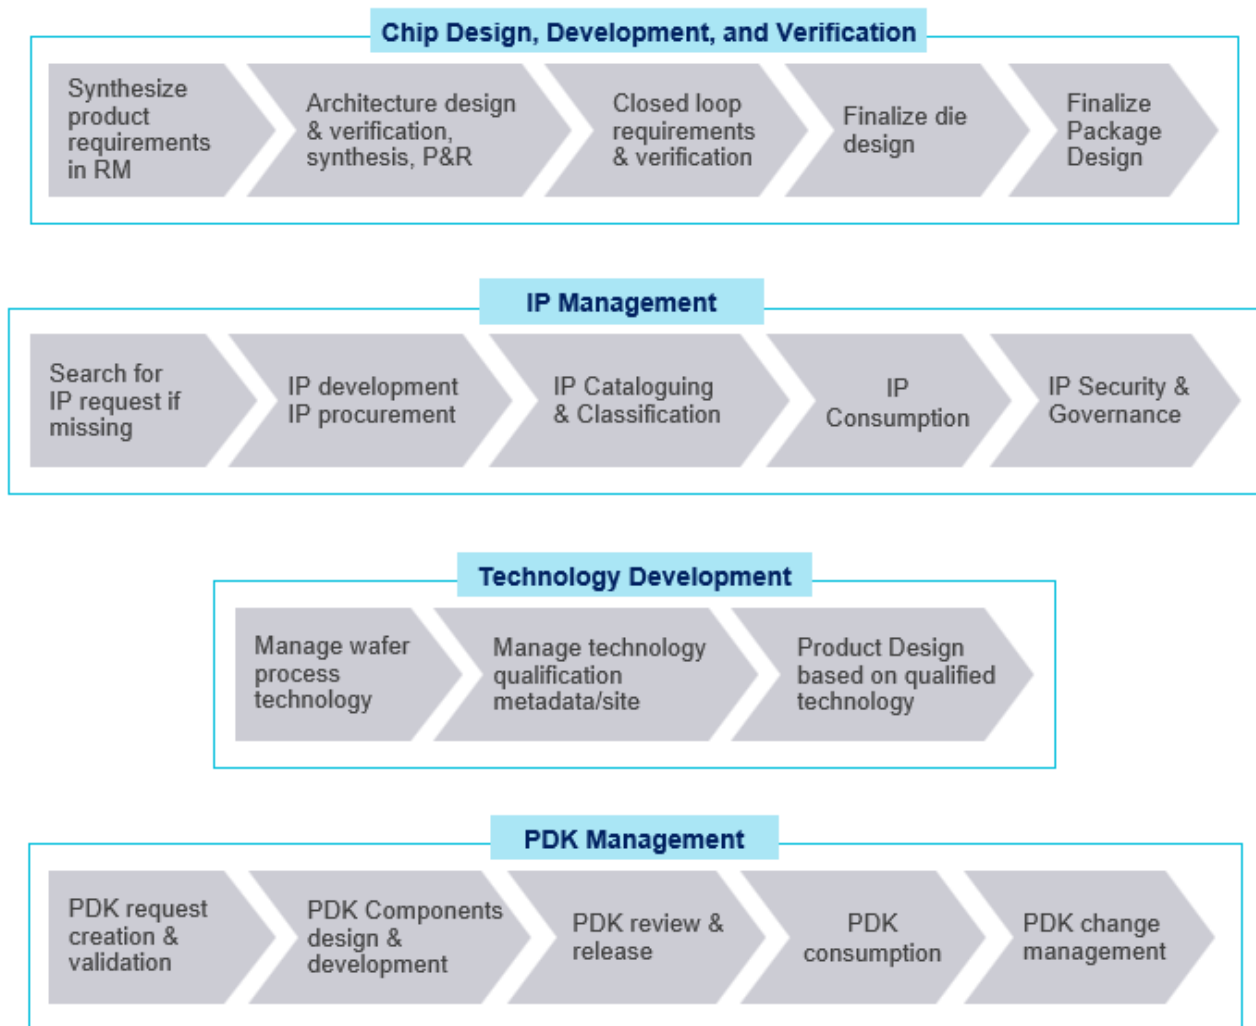 Chip Design, Development, and Verification
Synthesize
product
requirements
in RM
Architecture design
& verification,
synthesis, P&R
Closed loop
requirements
& verification
Finalize die
design
Finalize
Package
Design
IP Management
Search for
IP request if
missing
IP development
IP procurement
IP Cataloguing
& Classification
IP
Consumption
IP Security &
Governance
Technology Development
Manage wafer
process
technology
Manage technology
qualification
metadata/site
Product Design
based on qualified
technology
PDK Management
PDK request
creation &
validation
PDK Components
design &
development
PDK review &
release
PDK
consumption
PDK change
management